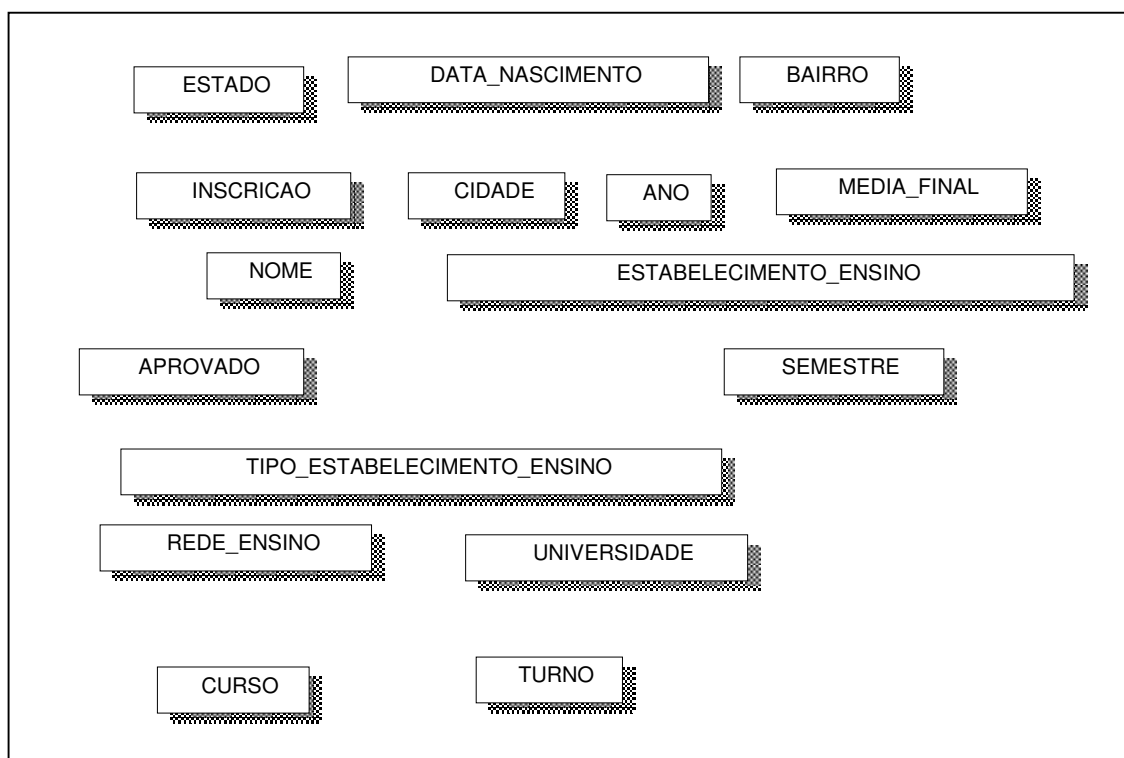 ESTADO
DATA_NASCIMENTO
BAIRRO
INSCRICAO
CIDADE
ANO
MEDIA_FINAL
NOME
ESTABELECIMENTO_ENSINO
APROVADO
SEMESTRE
TIPO_ESTABELECIMENTO_ENSINO
REDE_ENSINO
UNIVERSIDADE
CURSO
TURNO